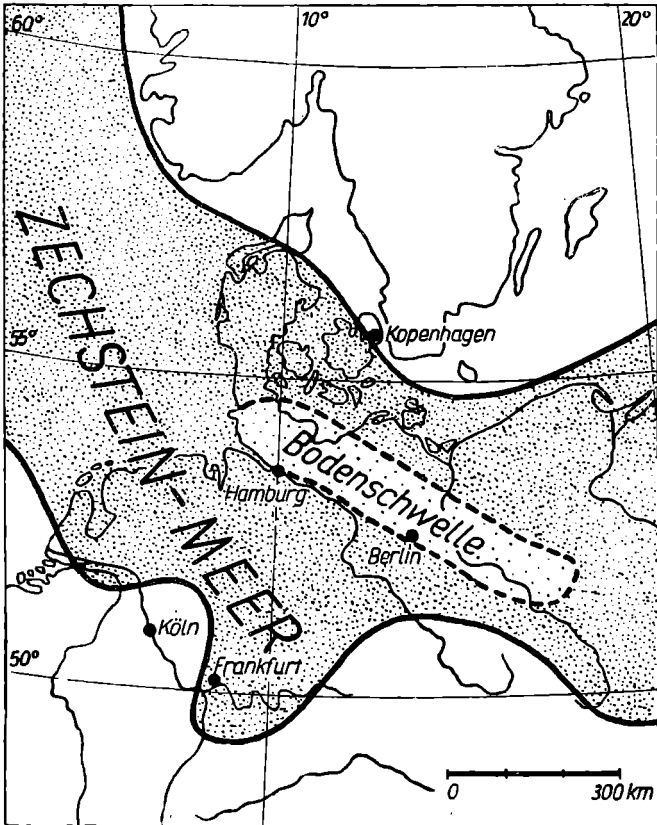 60°
10°
20°
ZECHSTEIN-MEER
55°
Kopenhagen
Bodenschwelle
Hamburg
Berlin
Köln
50°
Frankfurt
0 300 km